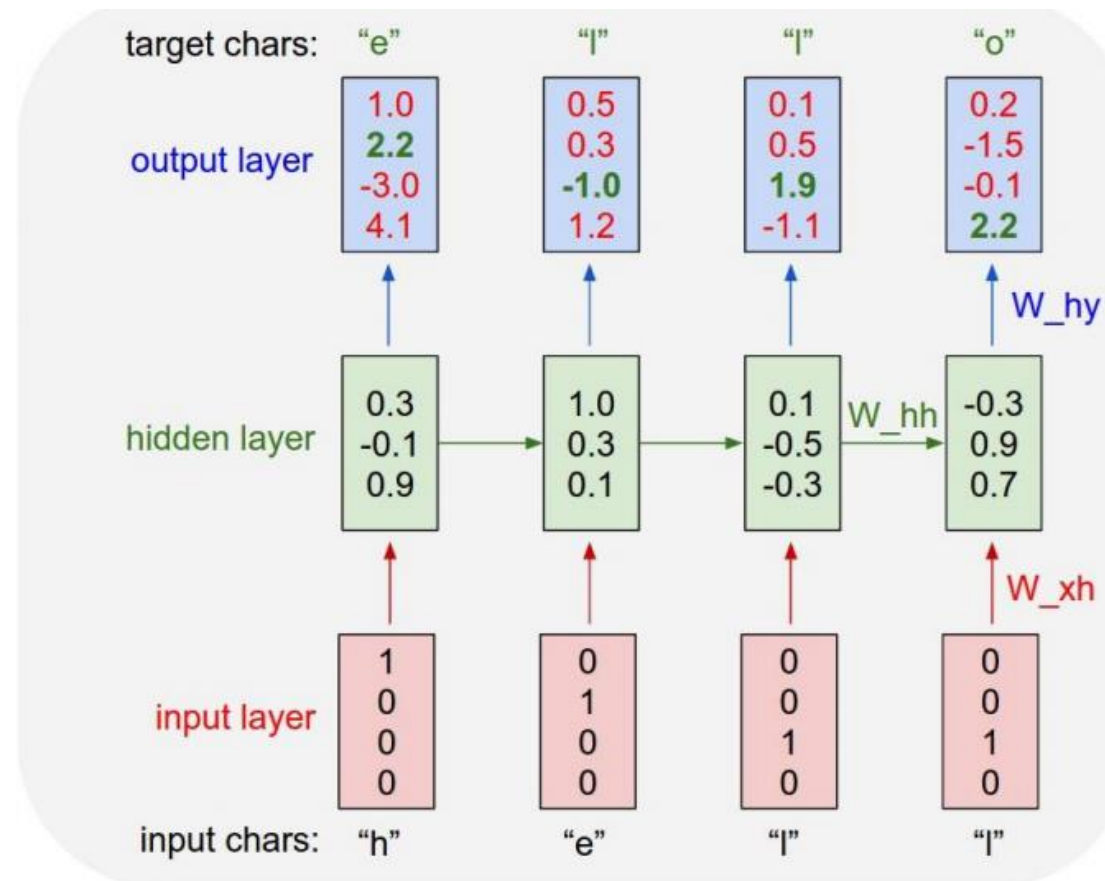 target chars: “e” “l” “l” “o”
output layer
1.0 0.5 0.1 0.2
2.2 0.3 0.5 -1.5
-3.0 -1.0 1.9 -0.1
4.1 1.2 -1.1 2.2
W_hy
hidden layer
0.3 1.0 0.1 -0.3
-0.1 0.3 -0.5 0.9
0.9 0.1 -0.3 0.7
W_hh
W_xh
input layer
1 0 0 0
0 1 0 0
0 0 1 1
0 0 0 0
input chars: “h” “e” “l” “l”